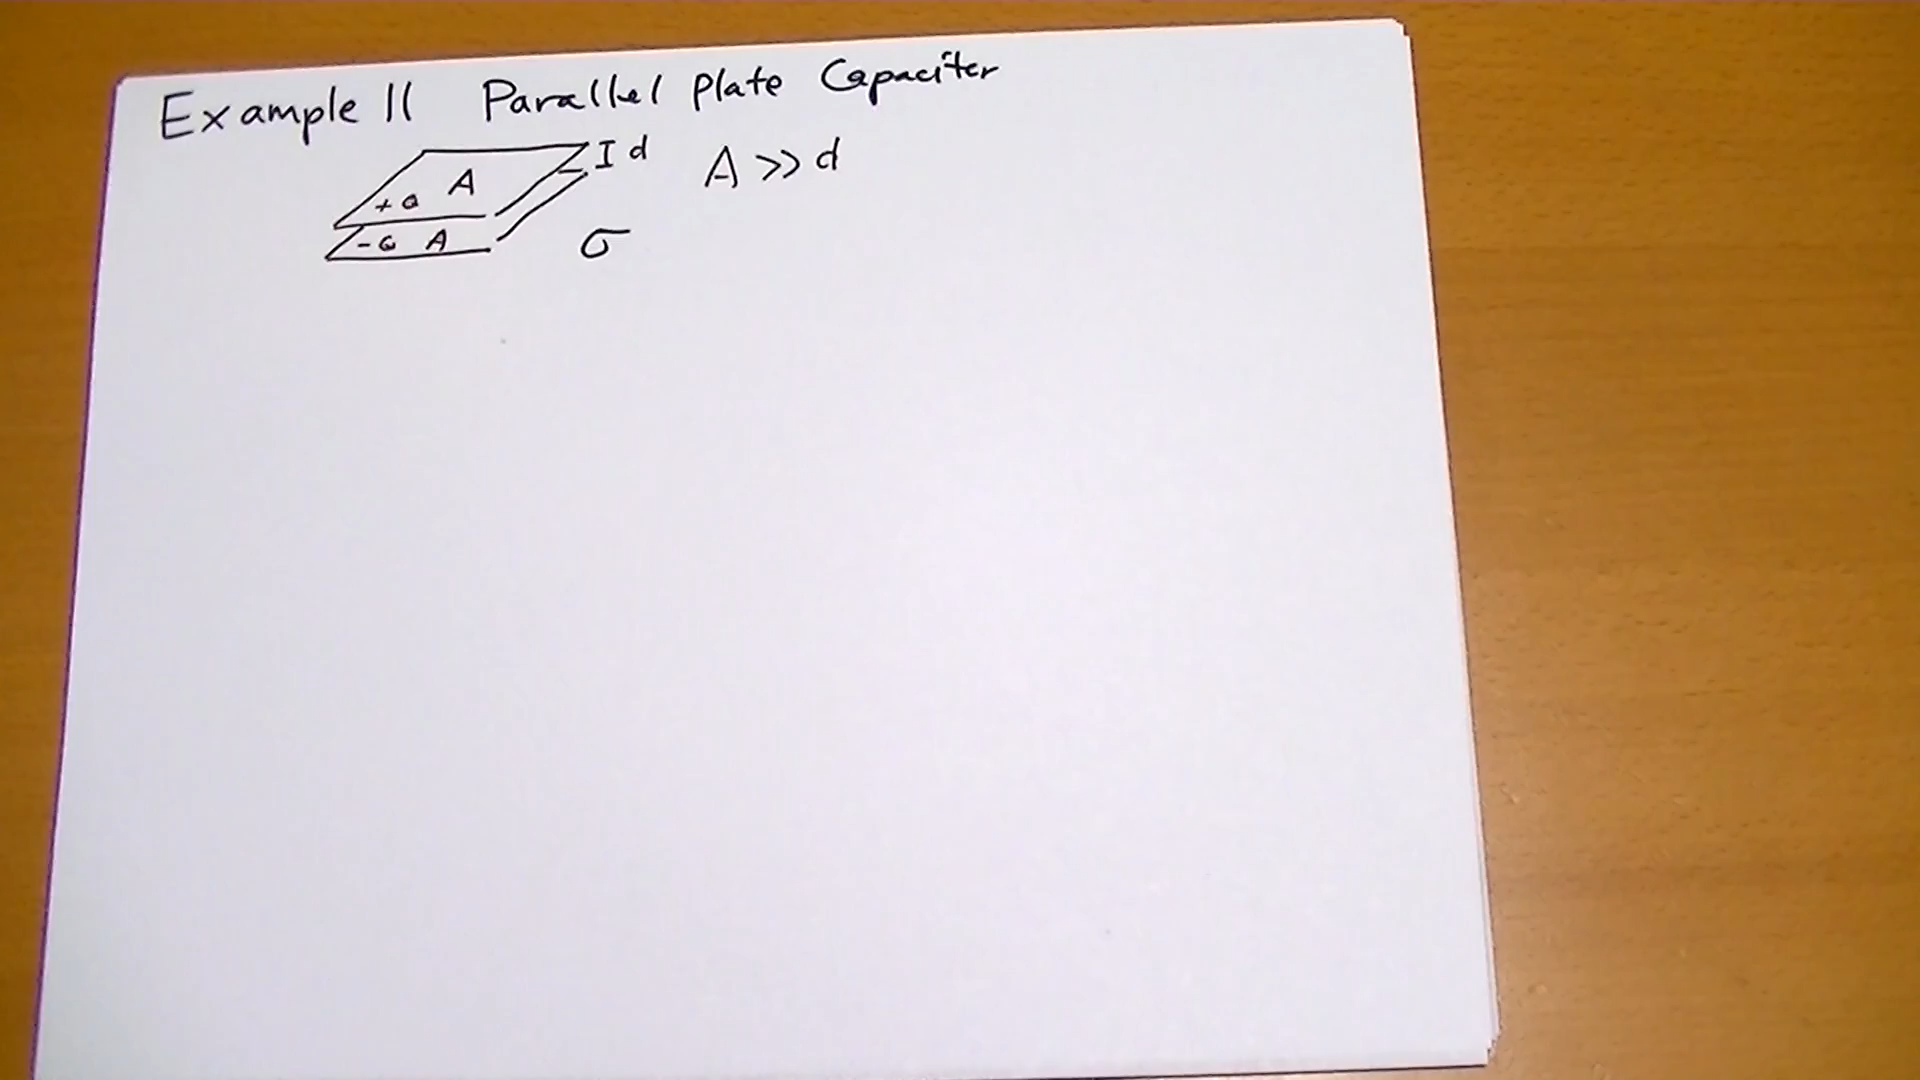 Example 11 Parallel Plate Capaciter
I d A >> d
+Q A
-Q A
σ